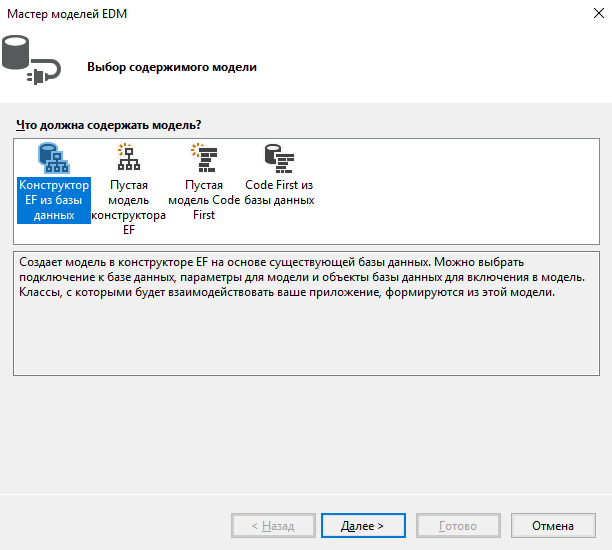 Мастер моделей EDM
Выбор содержимого модели
Что должна содержать модель?
Конструктор
EF из базы
данных
Пустая
модель
конструктора
EF
Пустая
модель Code
First
Code First из
базы данных
Создает модель в конструкторе EF на основе существующей базы данных. Можно выбрать
подключение к базе данных, параметры для модели и объекты базы данных для включения в модель.
Классы, с которыми будет взаимодействовать ваше приложение, формируются из этой модели.
< Назад
Далее >
Готово
Отмена